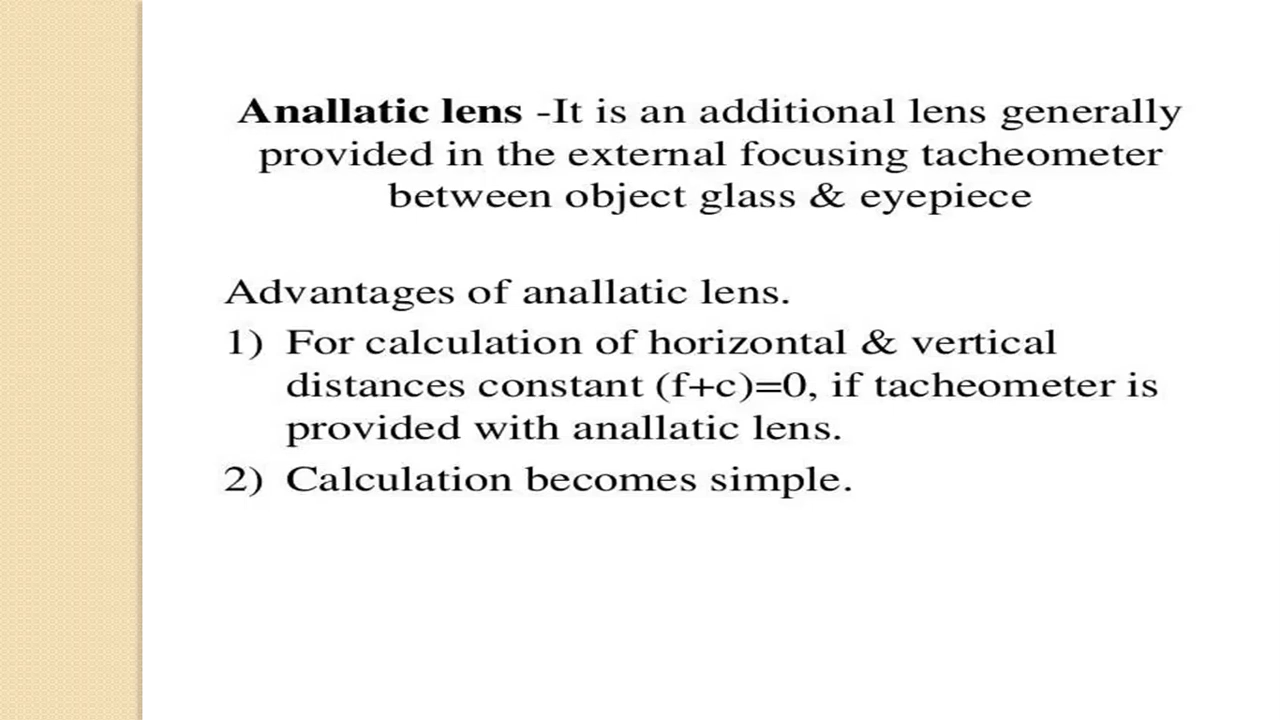 Anallatic lens -It is an additional lens generally
provided in the external focusing tacheometer
between object glass & eyepiece
Advantages of anallatic lens.
1) For calculation of horizontal & vertical
distances constant (f+c)=0, if tacheometer is
provided with anallatic lens.
2) Calculation becomes simple.